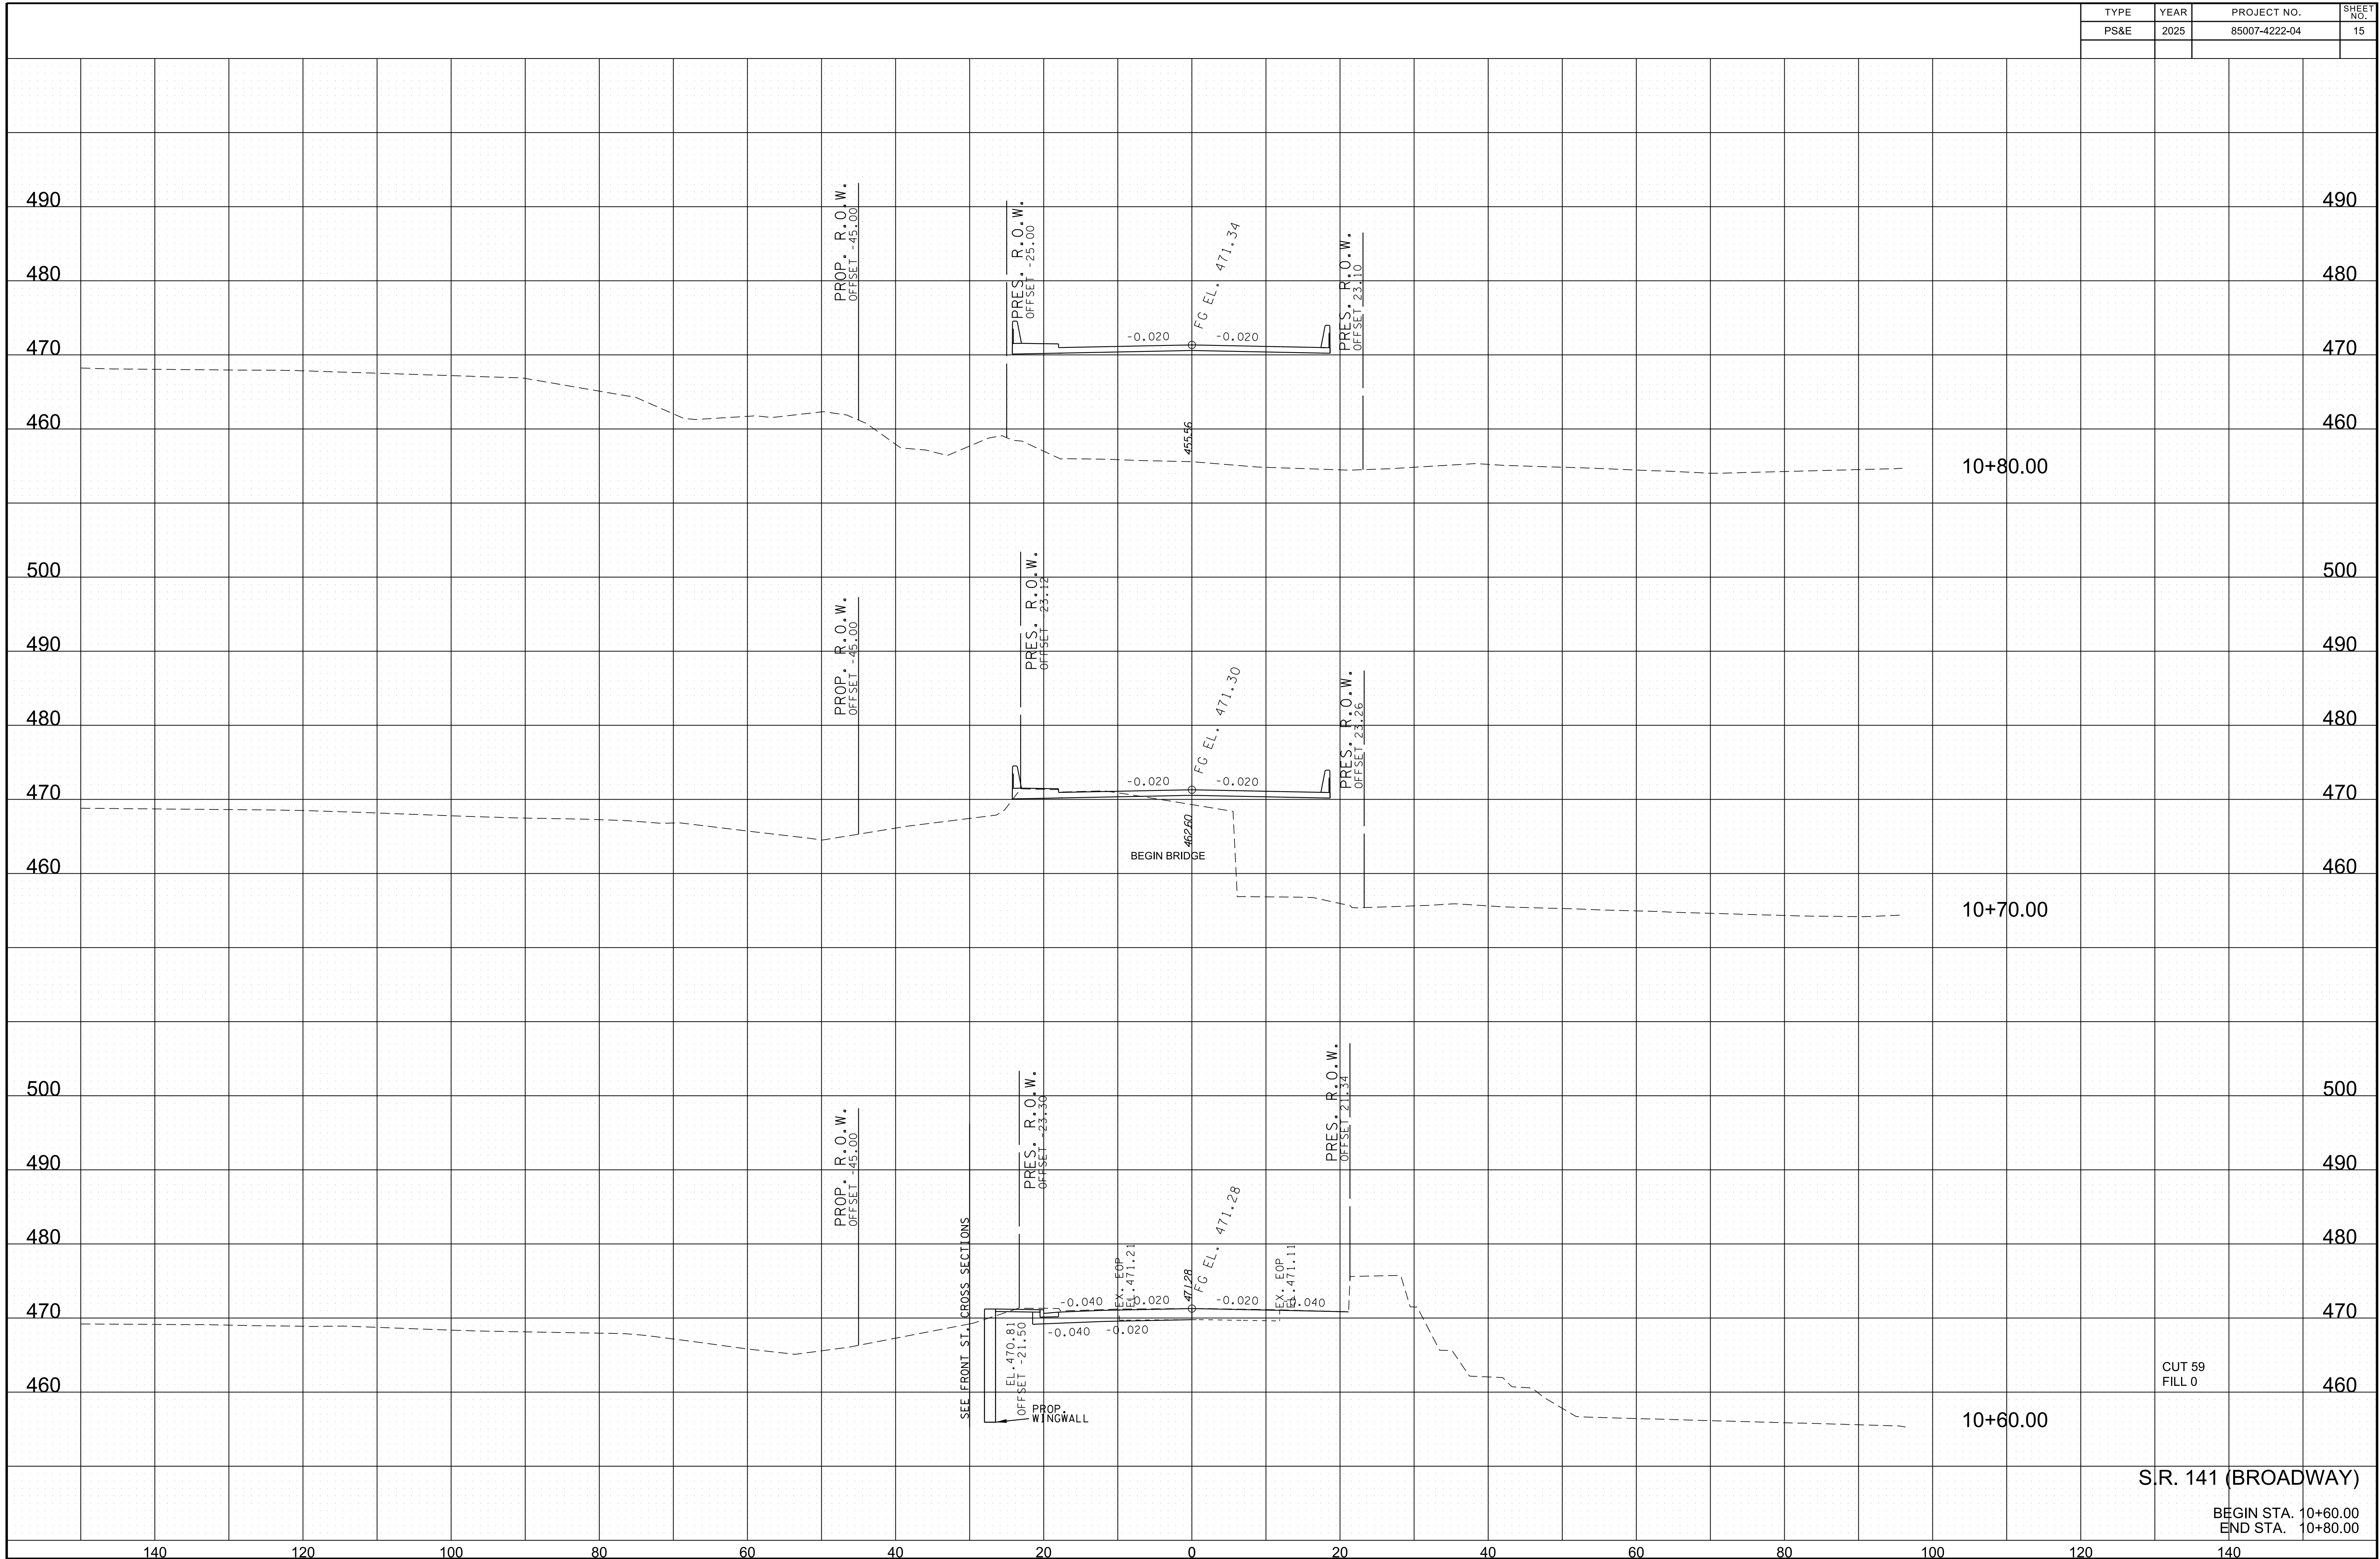 TYPE YEAR PROJECT NO. SHEET NO.
PS&E 2025 85007-4222-04 15
490 490
480 480
470 470
460 460
PROP. R.O.W.
OFFSET -45.00
PRES. R.O.W.
OFFSET -25.00
FG EL. 471.34
-0.020 -0.020
PRES. R.O.W.
OFFSET 23.10
455.56
10+80.00
500 500
490 490
480 480
470 470
460 460
PROP. R.O.W.
OFFSET -45.00
PRES. R.O.W.
OFFSET -23.12
FG EL. 471.30
-0.020 -0.020
PRES. R.O.W.
OFFSET 23.26
462.60
BEGIN BRIDGE
10+70.00
500 500
490 490
480 480
470 470
460 460
PROP. R.O.W.
OFFSET -45.00
SEE FRONT ST. CROSS SECTIONS
PRES. R.O.W.
OFFSET -23.30
EX. EOP
EL.471.21
471.28
FG EL. 471.28
EX. EOP
EL.471.11
PRES. R.O.W.
OFFSET 21.34
-0.040 -0.020 -0.020 -0.040
-0.040 -0.020
EL.470.81
OFFSET -21.50
PROP.
WINGWALL
CUT 59
FILL 0
10+60.00
S.R. 141 (BROADWAY)
BEGIN STA. 10+60.00
END STA. 10+80.00
140 120 100 80 60 40 20 0 20 40 60 80 100 120 140